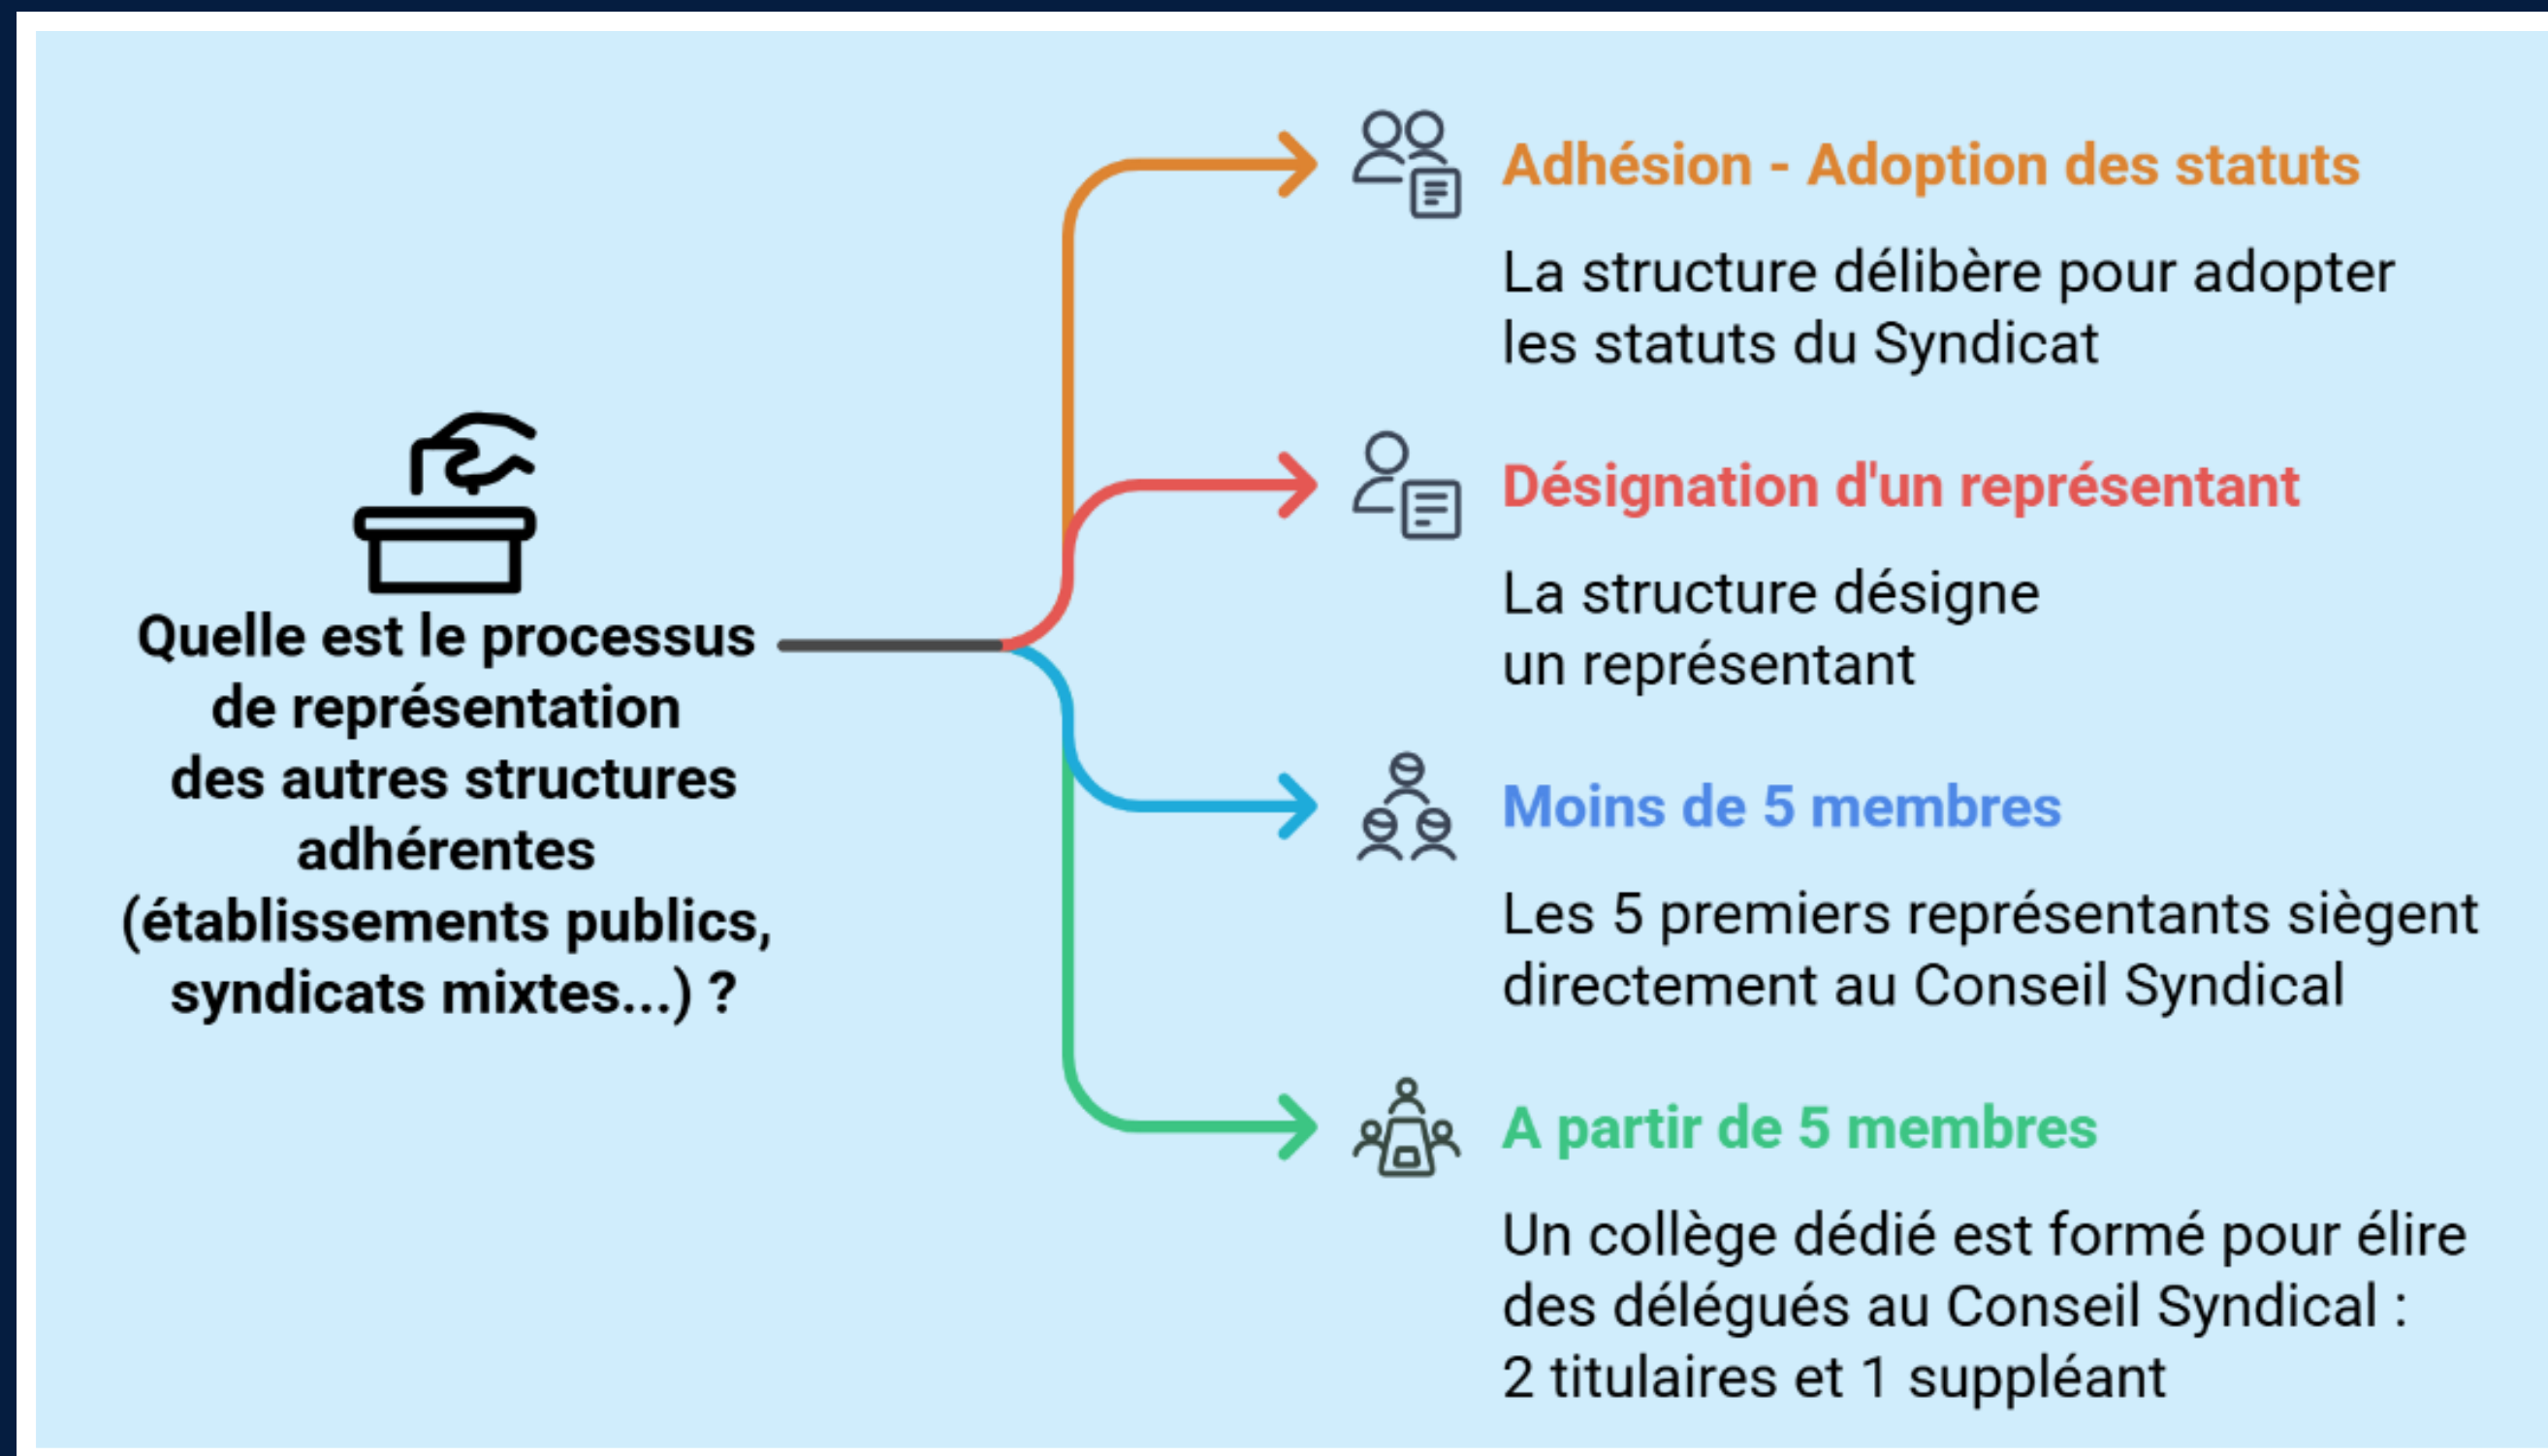 Quelle est le processus
de représentation
des autres structures
adhérentes
(établissements publics,
syndicats mixtes...) ?
Adhésion - Adoption des statuts
La structure délibère pour adopter
les statuts du Syndicat
Désignation d'un représentant
La structure désigne
un représentant
Moins de 5 membres
Les 5 premiers représentants siègent
directement au Conseil Syndical
A partir de 5 membres
Un collège dédié est formé pour élire
des délégués au Conseil Syndical :
2 titulaires et 1 suppléant